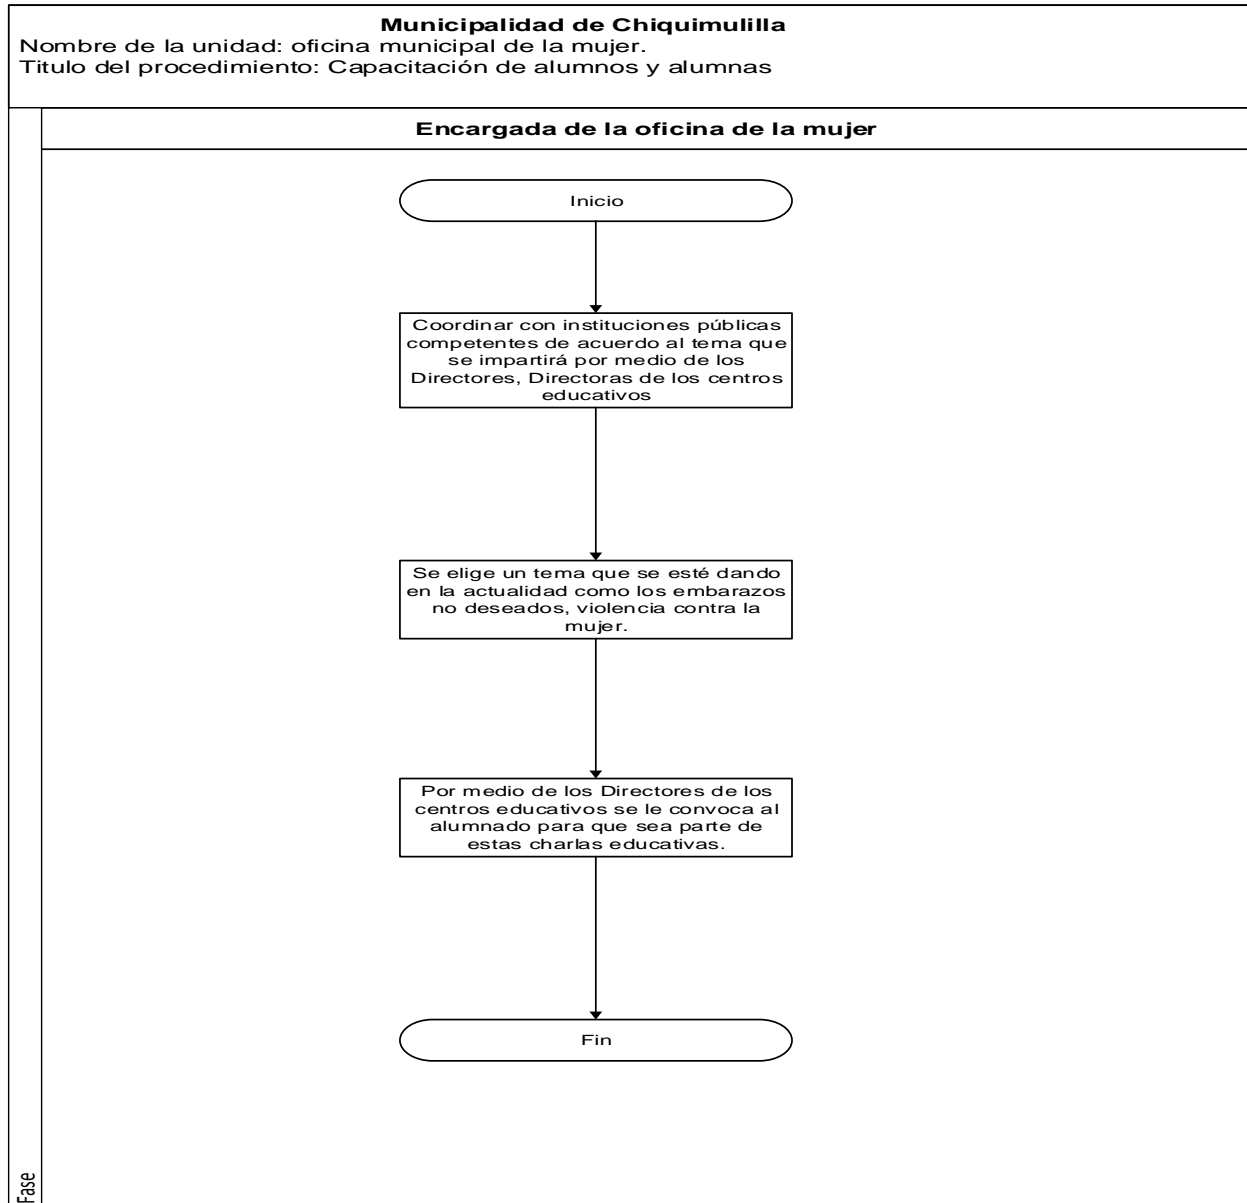 Municipalidad de Chiquimulilla
Nombre de la unidad: oficina municipal de la mujer.
Titulo del procedimiento: Capacitación de alumnos y alumnas
Encargada de la oficina de la mujer
Inicio
Coordinar con instituciones públicas
competentes de acuerdo al tema que
se impartirá por medio de los
Directores, Directoras de los centros
educativos
Se elige un tema que se esté dando
en la actualidad como los embarazos
no deseados, violencia contra la
mujer.
Por medio de los Directores de los
centros educativos se le convoca al
alumnado para que sea parte de
estas charlas educativas.
Fin
Fase